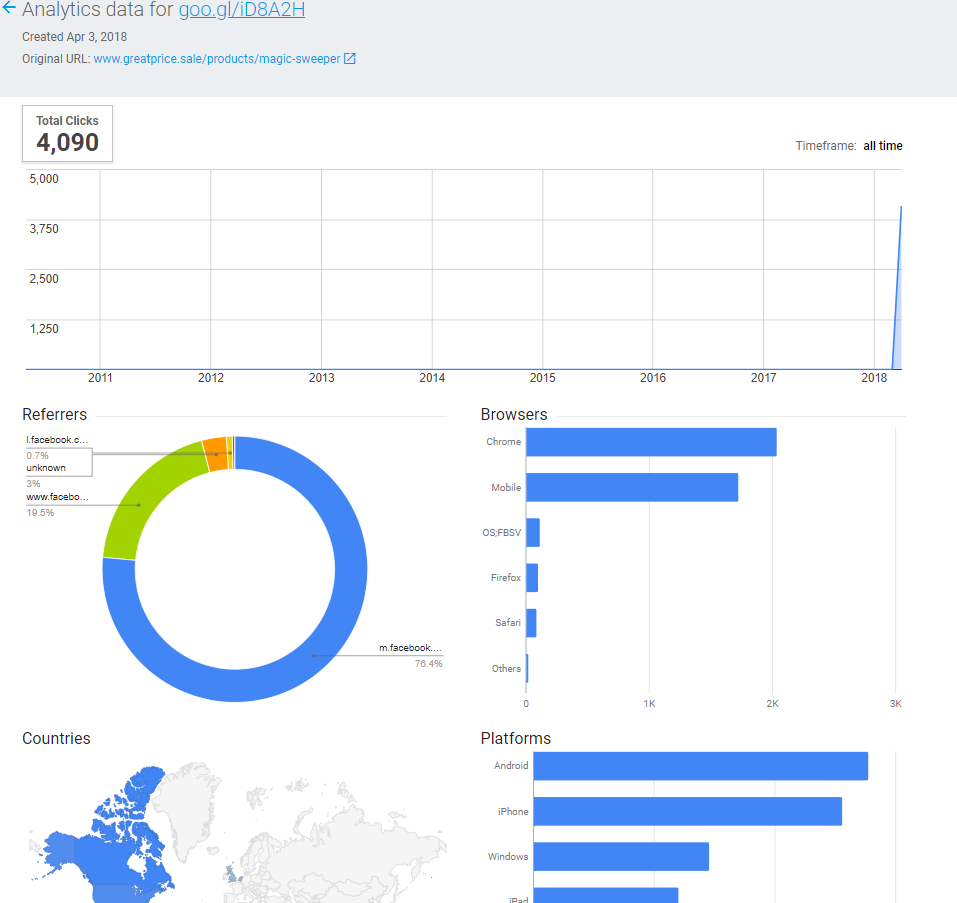 Analytics data for goo.gl/iD8A2H
Created Apr 3, 2018
Original URL: www.greatprice.sale/products/magic-sweeper
Total Clicks
4,090
Timeframe: all time
5,000
3,750
2,500
1,250
2011 2012 2013 2014 2015 2016 2017 2018
Referrers
l.facebook.c...
0.7%
unknown
3%
www.facebo...
19.5%
m.facebook....
76.4%
Browsers
Chrome
Mobile
OS;FBSV
Firefox
Safari
Others
0 1K 2K 3K
Countries
Platforms
Android
iPhone
Windows
iPad